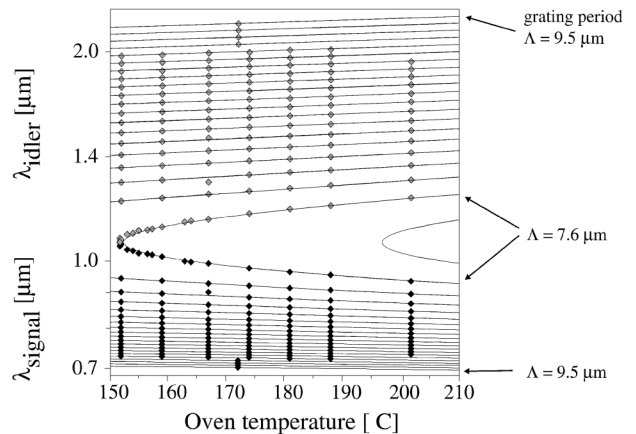 grating period
Λ = 9.5 μm
2.0
λidler [μm]
1.4
Λ = 7.6 μm
1.0
λsignal [μm]
0.7
Λ = 9.5 μm
150 160 170 180 190 200 210
Oven temperature [ C]